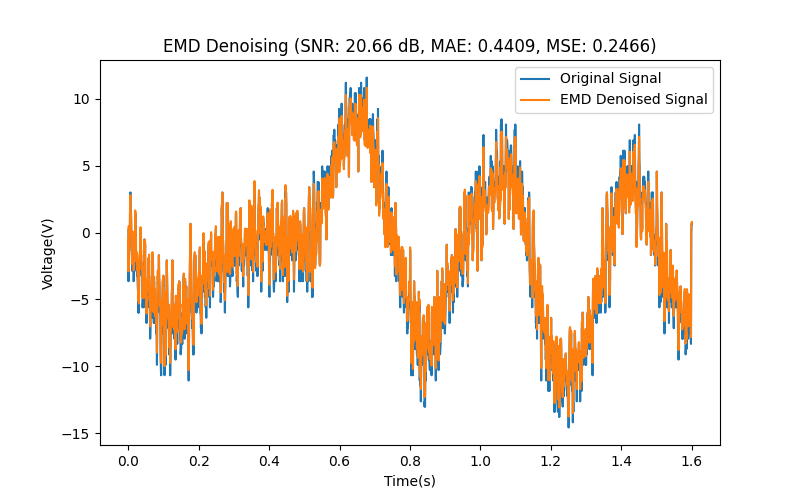 EMD Denoising (SNR: 20.66 dB, MAE: 0.4409, MSE: 0.2466)
Original Signal
EMD Denoised Signal
10
5
0
−5
−10
−15
Voltage(V)
0.0 0.2 0.4 0.6 0.8 1.0 1.2 1.4 1.6
Time(s)